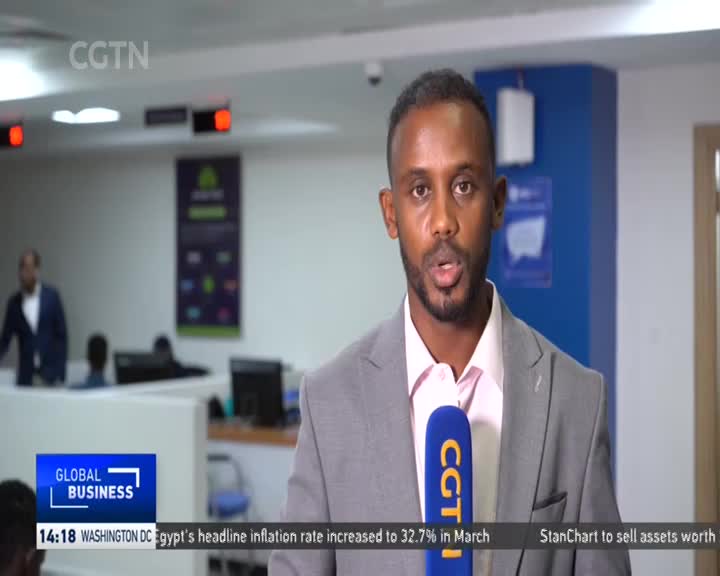 CGTN
GLOBAL
BUSINESS
CGTN
14:18 WASHINGTON DC
Egypt's headline inflation rate increased to 32.7% in March StanChart to sell assets worth